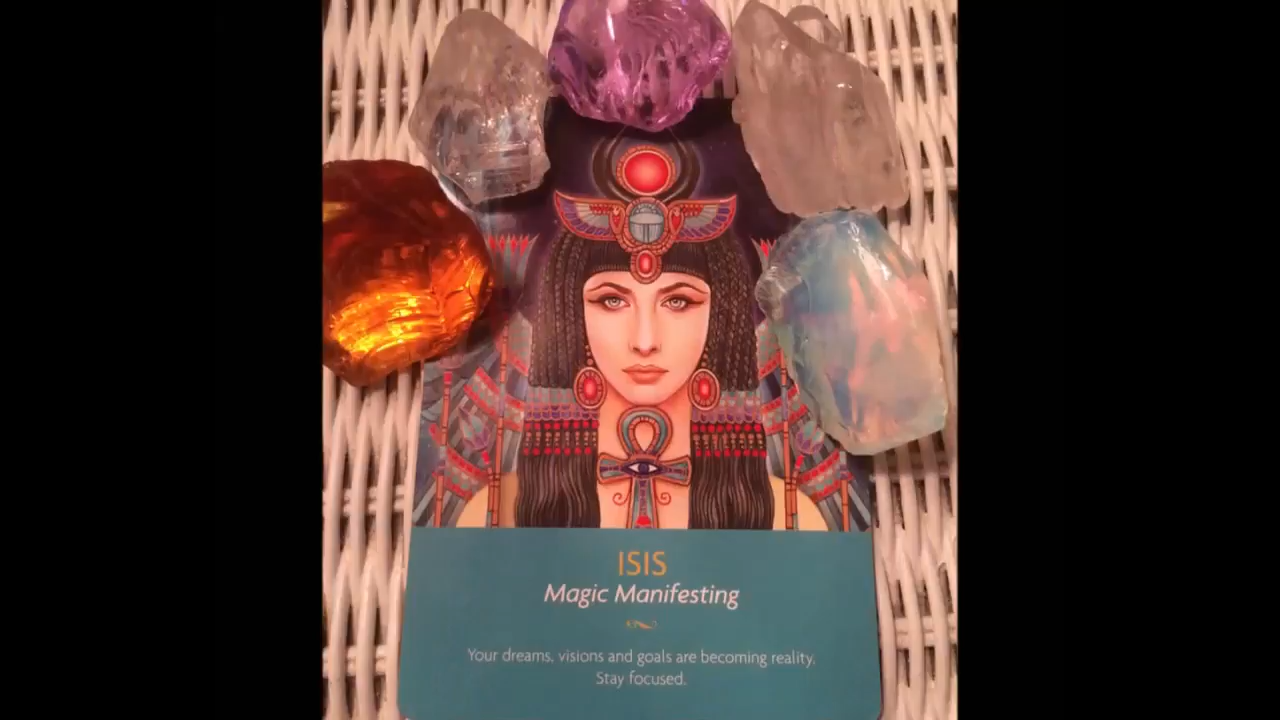 ISIS
Magic Manifesting
Your dreams, visions and goals are becoming reality.
Stay focused.